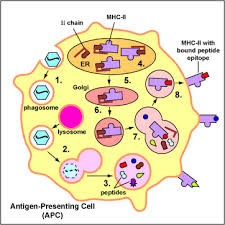 Ii chain
MHC-II
MHC-II with
bound peptide
epitope
ER
Golgi
1.
2.
3.
4.
5.
6.
7.
8.
phagosome
lysosome
peptides
Antigen-Presenting Cell
(APC)